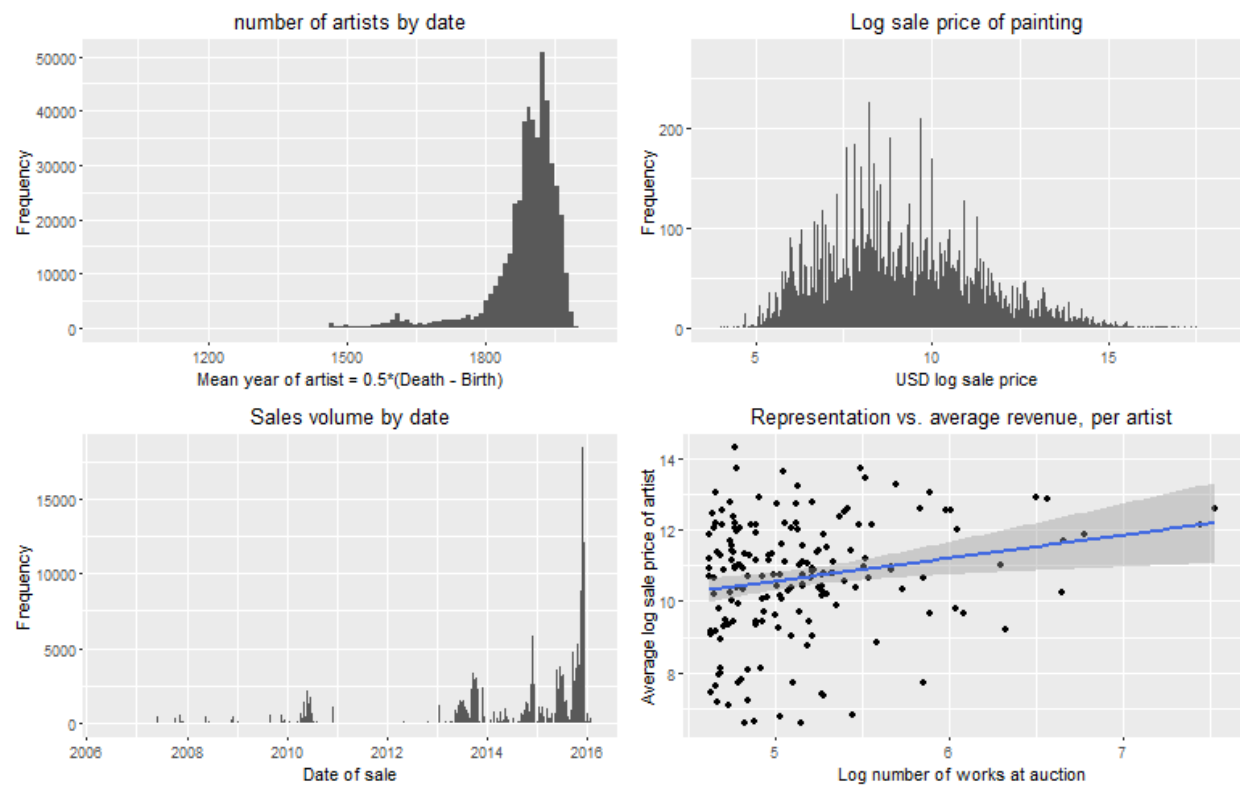 number of artists by date
Frequency
50000
40000
30000
20000
10000
0
1200
1500
1800
Mean year of artist = 0.5*(Death - Birth)
Log sale price of painting
Frequency
200
100
0
5
10
15
USD log sale price
Sales volume by date
Frequency
15000
10000
5000
0
2006
2008
2010
2012
2014
2016
Date of sale
Representation vs. average revenue, per artist
Average log sale price of artist
14
12
10
8
5
6
7
Log number of works at auction